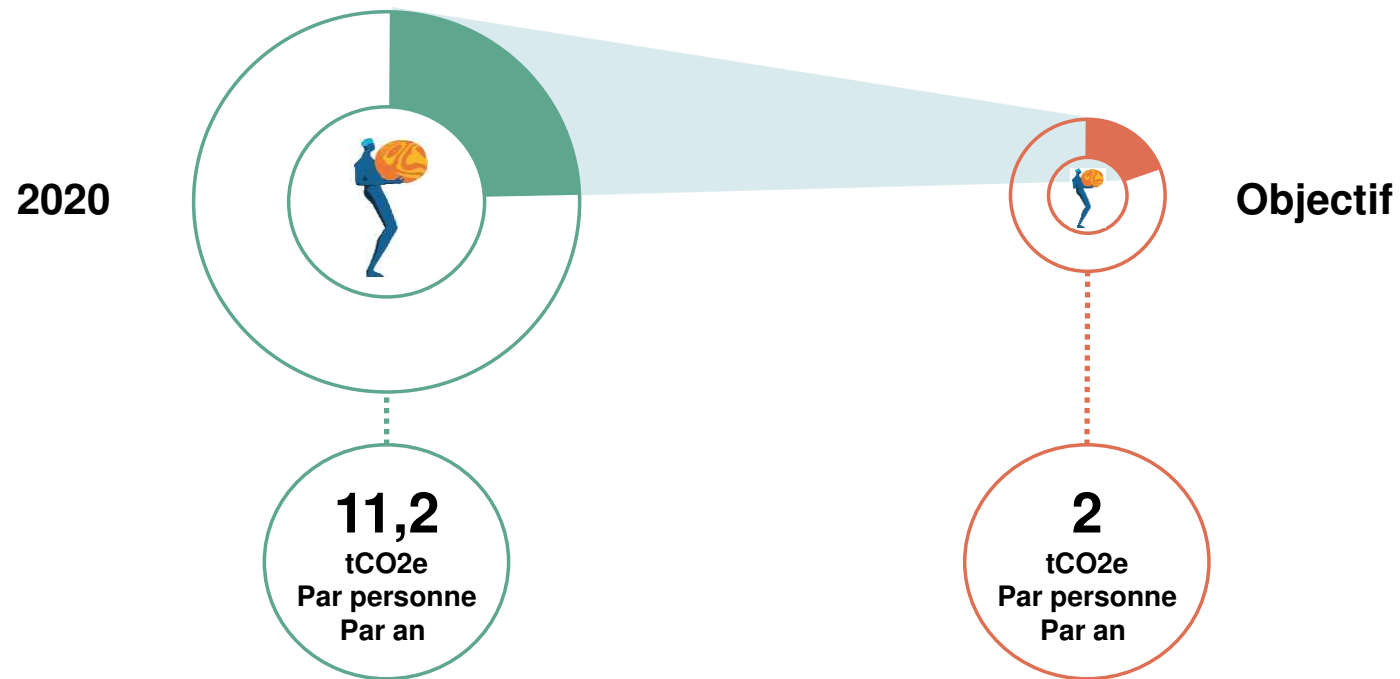 2020
Objectif
11,2
tCO2e
Par personne
Par an
2
tCO2e
Par personne
Par an